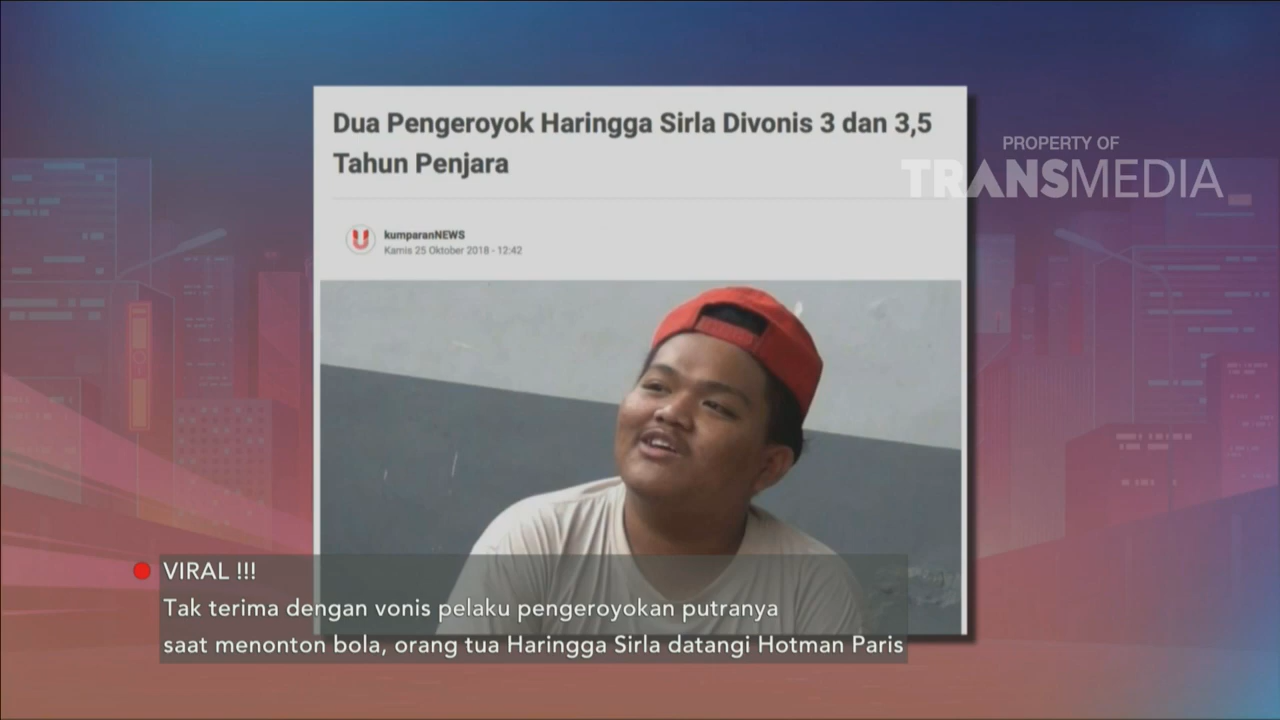 Dua Pengeroyok Haringga Sirla Divonis 3 dan 3,5
Tahun Penjara
PROPERTY OF
TRANSMEDIA
kumparanNEWS
Kamis 25 Oktober 2018 - 12:42
VIRAL !!!
Tak terima dengan vonis pelaku pengeroyokan putranya
saat menonton bola, orang tua Haringga Sirla datangi Hotman Paris